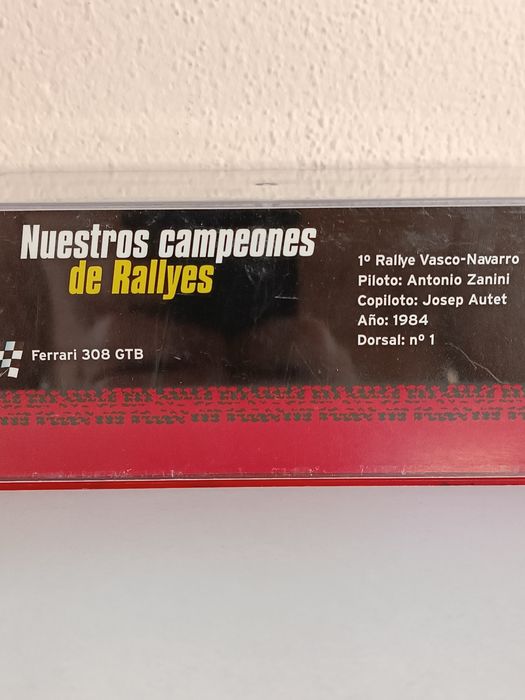 Nuestros campeones
de Rallyes
Ferrari 308 GTB
1º Rallye Vasco-Navarro
Piloto: Antonio Zanini
Copiloto: Josep Autet
Año: 1984
Dorsal: nº 1